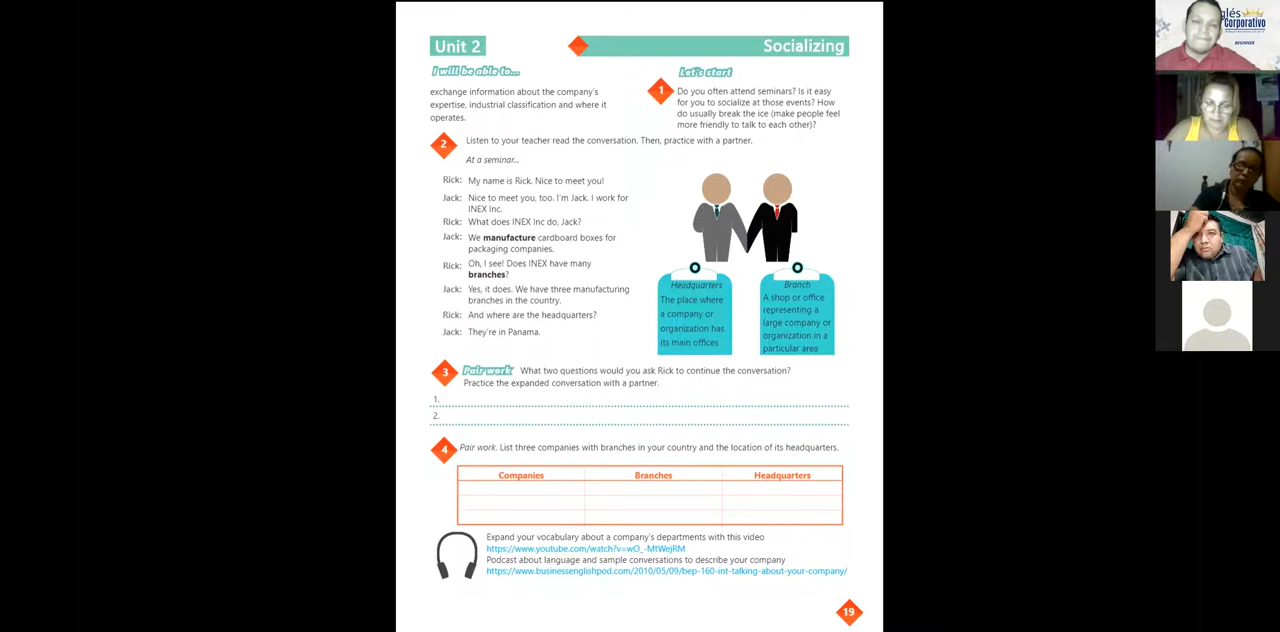 Unit 2
Socializing
I will be able to...
exchange information about the company's
expertise, industrial classification and where it
operates.
Let's start
1
Do you often attend seminars? Is it easy
for you to socialize at those events? How
do usually break the ice (make people feel
more friendly to talk to each other)?
2
Listen to your teacher read the conversation. Then, practice with a partner.
At a seminar...
Rick: My name is Rick. Nice to meet you!
Jack: Nice to meet you, too. I'm Jack. I work for
INEX Inc.
Rick: What does INEX Inc do, Jack?
Jack: We manufacture cardboard boxes for
packaging companies.
Rick: Oh, I see! Does INEX have many
branches?
Jack: Yes, it does. We have three manufacturing
branches in the country.
Rick: And where are the headquarters?
Jack: They're in Panama.
Headquarters
The place where
a company or
organization has
its main offices
Branch
A shop or office
representing a
large company or
organization in a
particular area
3
Pair work What two questions would you ask Rick to continue the conversation?
Practice the expanded conversation with a partner.
1.
2.
4
Pair work. List three companies with branches in your country and the location of its headquarters.
Companies Branches Headquarters
Expand your vocabulary about a company's departments with this video
https://www.youtube.com/watch?v=wO_-MtWejRM
Podcast about language and sample conversations to describe your company
https://www.businessenglishpod.com/2010/05/09/bep-160-int-talking-about-your-company/
19
glés
Corporativo
BEGINNER